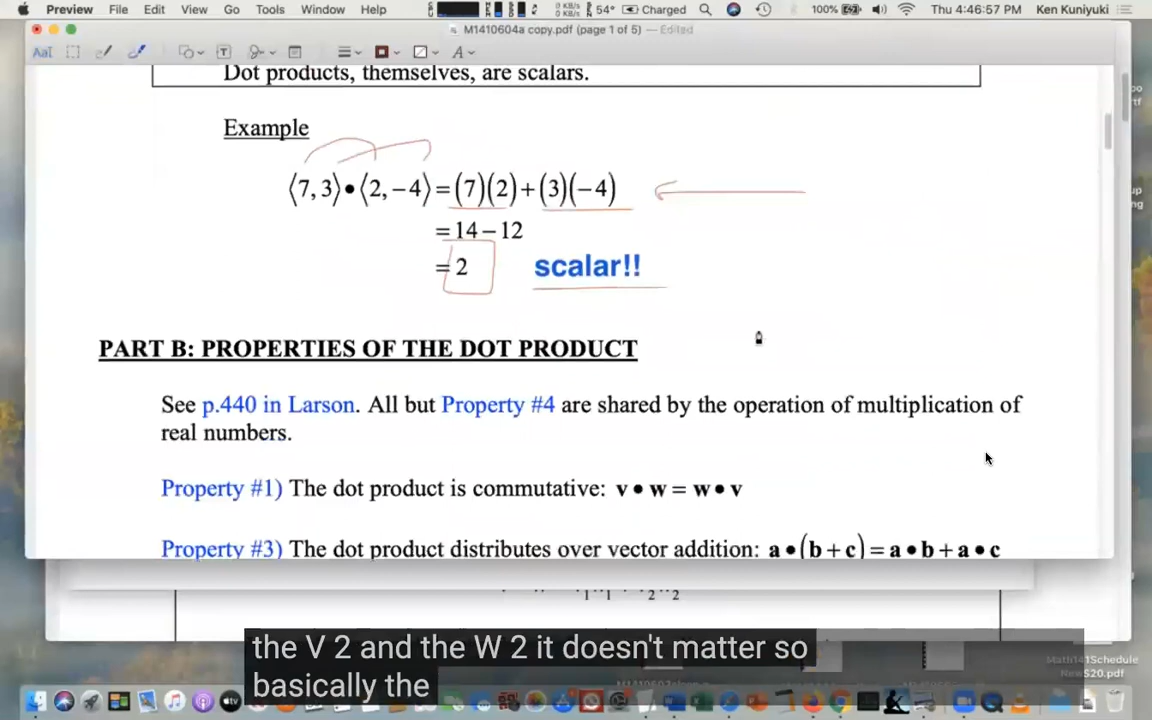 Preview File Edit View Go Tools Window Help 54° Charged 100% Thu 4:46:57 PM Ken Kuniyuki
M1410604a copy.pdf (page 1 of 5) — Edited
Dot products, themselves, are scalars.
Example
⟨7, 3⟩ • ⟨2, −4⟩ = (7)(2) + (3)(−4)
= 14 − 12
= 2 scalar!!
PART B: PROPERTIES OF THE DOT PRODUCT
See p.440 in Larson. All but Property #4 are shared by the operation of multiplication of
real numbers.
Property #1) The dot product is commutative: v • w = w • v
Property #3) The dot product distributes over vector addition: a • (b + c) = a • b + a • c
the V 2 and the W 2 it doesn't matter so
basically the
Math141Schedule
NewS20.pdf